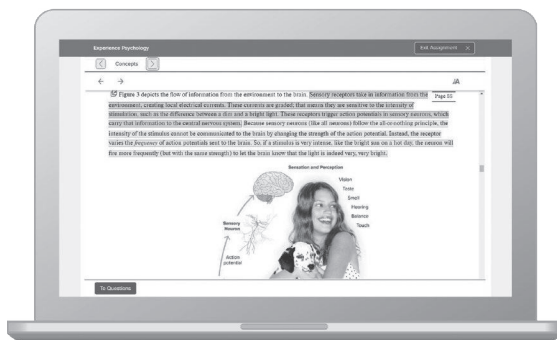 Experience Psychology
Exit Assignment X
Concepts
Page 85
Figure 3 depicts the flow of information from the environment to the brain. Sensory receptors take in information from the
environment, creating local electrical currents. These currents are graded; that means they are sensitive to the intensity of
stimulation, such as the difference between a dim and a bright light. These receptors trigger action potentials in sensory neurons, which
carry that information to the central nervous system. Because sensory neurons (like all neurons) follow the all-or-nothing principle, the
intensity of the stimulus cannot be communicated to the brain by changing the strength of the action potential. Instead, the receptor
varies the frequency of action potentials sent to the brain. So, if a stimulus is very intense, like the bright sun on a hot day, the neuron will
fire more frequently (but with the same strength) to let the brain know that the light is indeed very, very bright.
Sensation and Perception
Vision
Taste
Smell
Hearing
Balance
Touch
Sensory
Neuron
Action
potential
To Questions